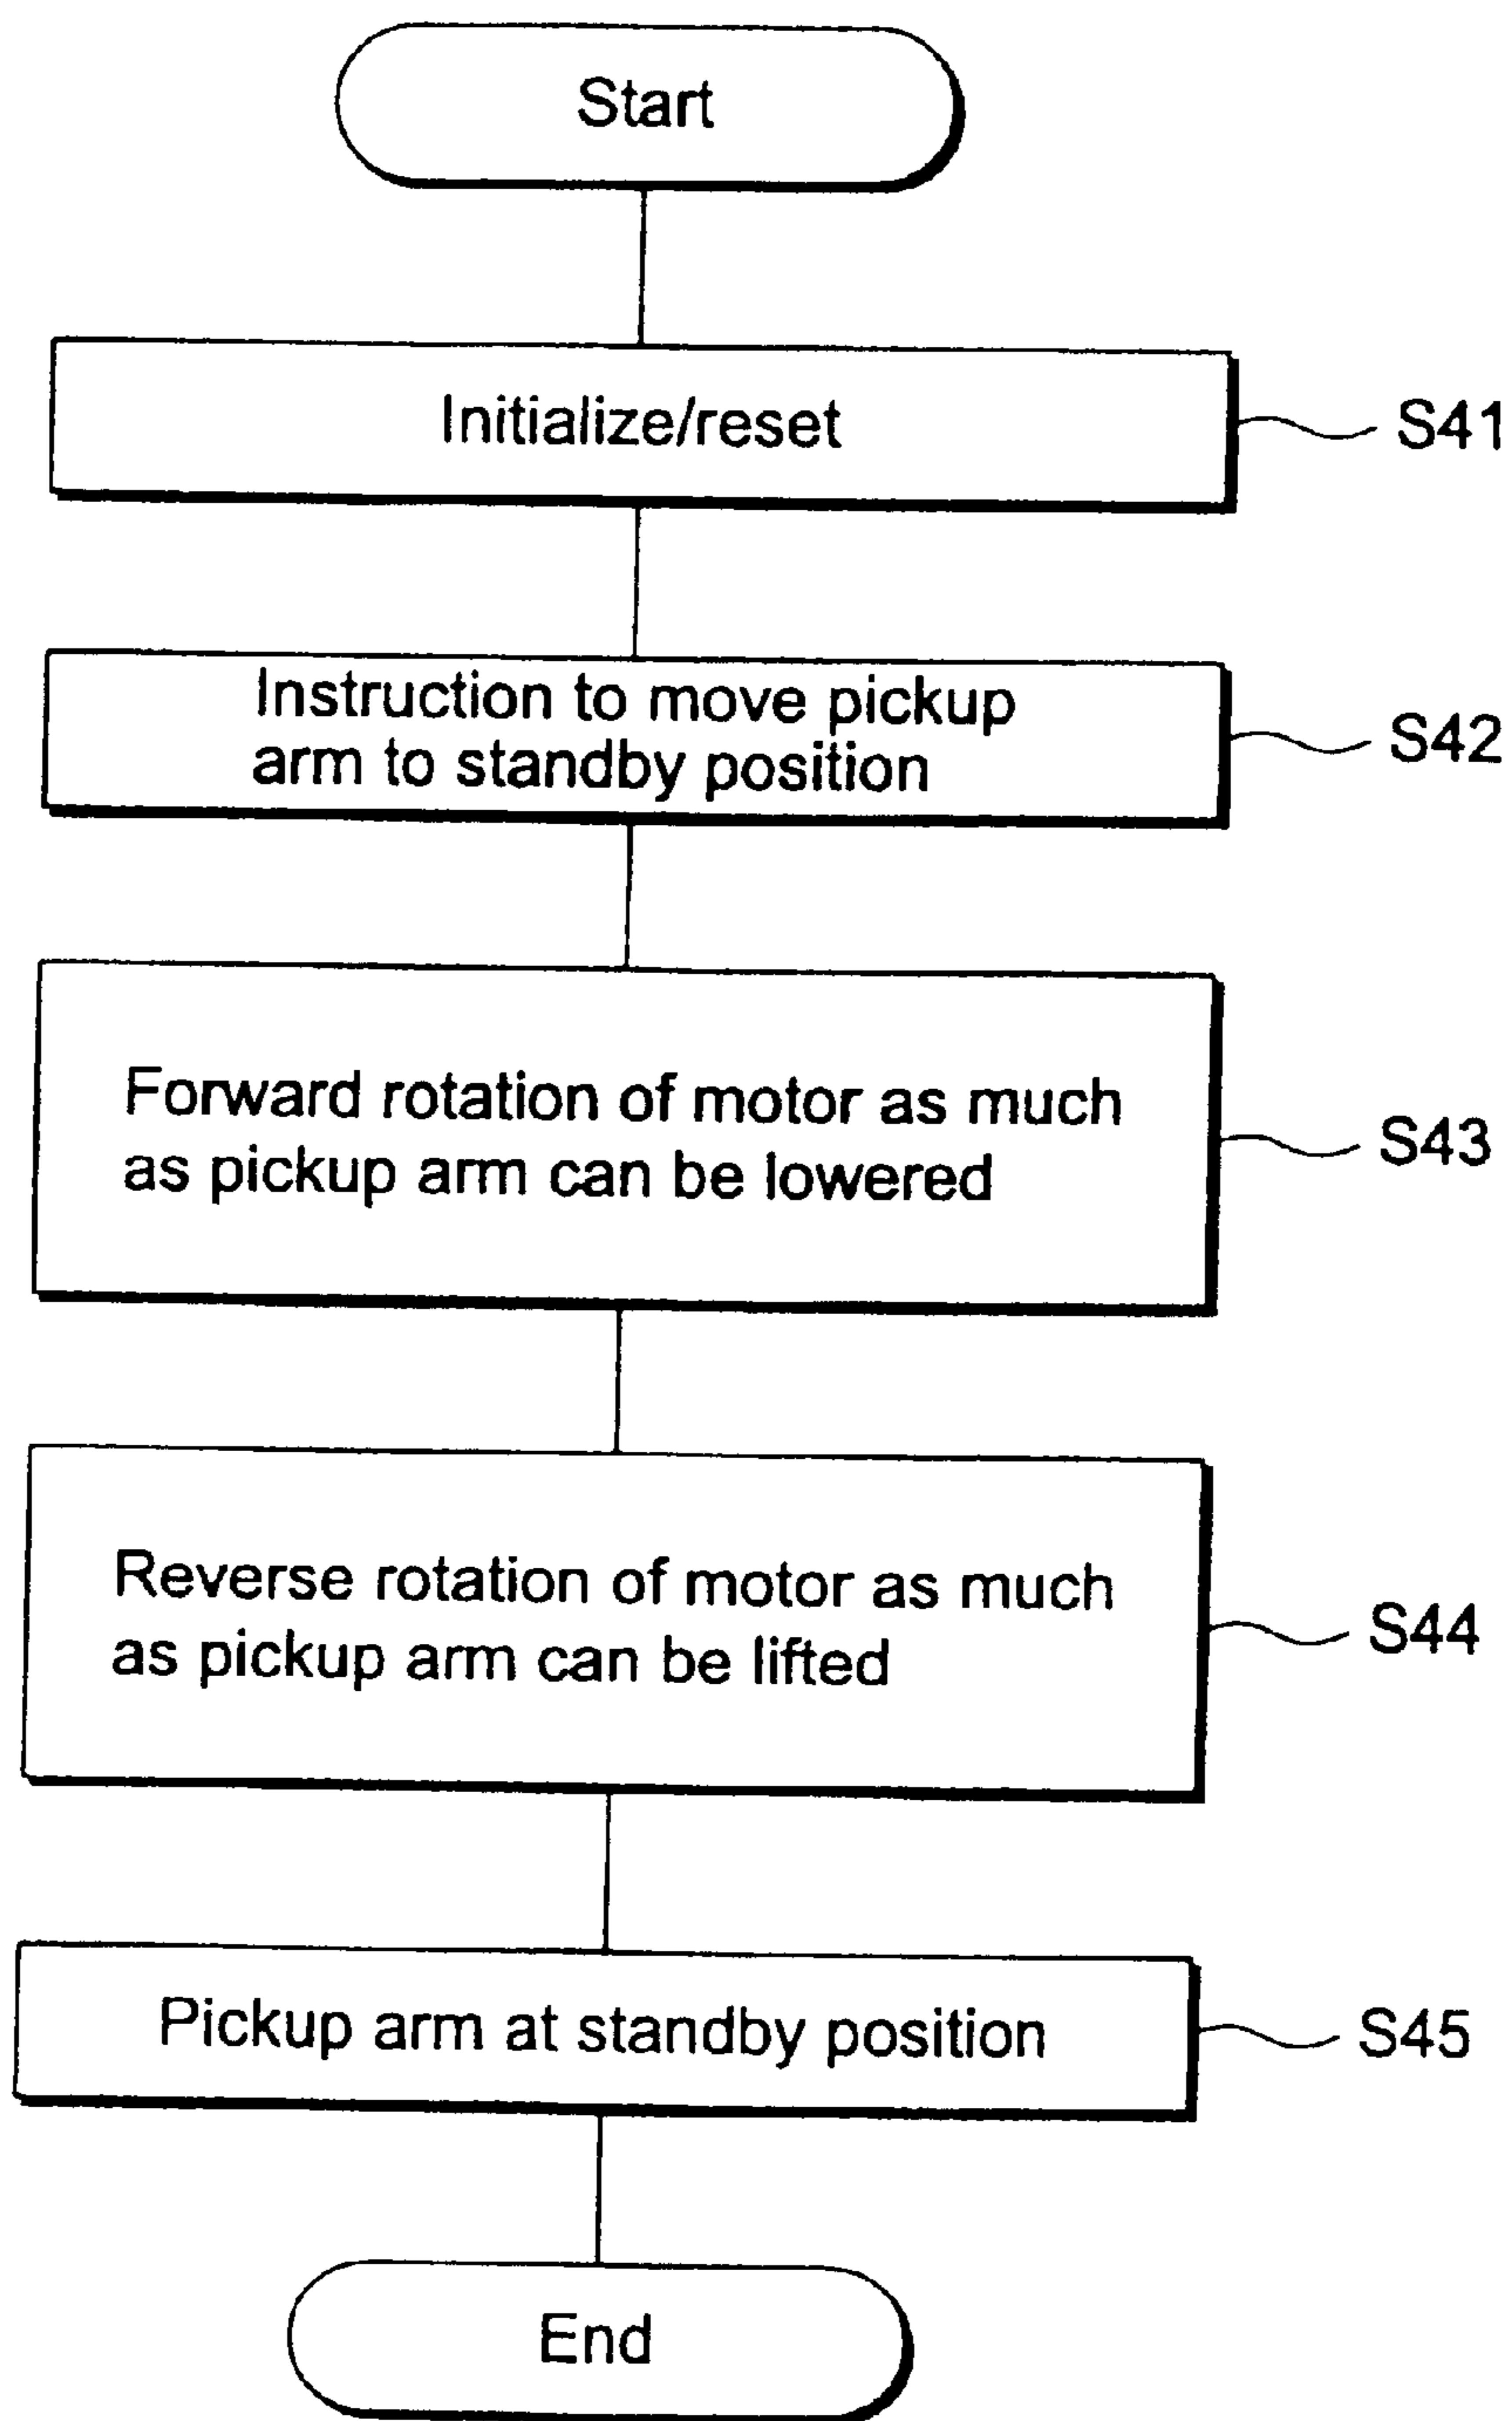 Start
Initialize/reset
S41
Instruction to move pickup
arm to standby position
S42
Forward rotation of motor as much
as pickup arm can be lowered
S43
Reverse rotation of motor as much
as pickup arm can be lifted
S44
Pickup arm at standby position
S45
End